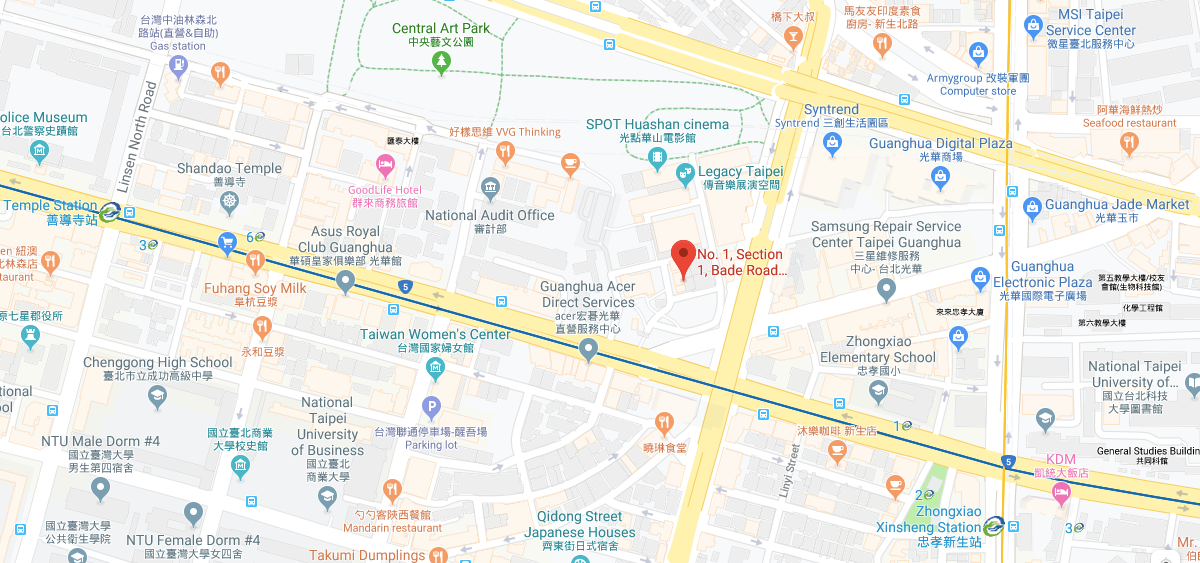 台灣中油林森北
路站(直營&自助)
Gas station
Central Art Park
中央藝文公園
橋下大叔
馬友友印度素食
廚房- 新生北路
MSI Taipei
Service Center
微星臺北服務中心
Armygroup 改裝軍團
Computer store
olice Museum
台北警察史蹟館
Linsen North Road
匯泰大樓
好樣思維 VVG Thinking
SPOT Huashan cinema
光點華山電影館
Syntrend
Syntrend 三創生活園區
阿華海鮮熱炒
Seafood restaurant
Guanghua Digital Plaza
光華商場
Shandao Temple
善導寺
GoodLife Hotel
群來商務旅館
Legacy Taipei
傳音樂展演空間
Temple Station
善導寺站
National Audit Office
審計部
Guanghua Jade Market
光華玉市
3
6
Asus Royal
Club Guanghua
華碩皇家俱樂部 光華館
Samsung Repair Service
Center Taipei Guanghua
三星維修服務
中心- 台北光華
No. 1, Section
1, Bade Road...
en 紐澳
北林森店
taurant
Fuhang Soy Milk
阜杭豆漿
5
Guanghua Acer
Direct Services
acer宏碁光華
直營服務中心
Guanghua
Electronic Plaza
光華國際電子廣場
第五教學大樓/校友
會館(生物科技館)
原七星郡役所
永和豆漿
Taiwan Women's Center
台灣國家婦女館
來來忠孝大廈
化學工程館
第六教學大樓
Zhongxiao
Elementary School
忠孝國小
Chenggong High School
臺北市立成功高級中學
National Taipei
University of...
國立台北科技
大學圖書館
tional
ool
National
Taipei
University
of Business
國立臺北
商業大學
台灣聯通停車場-醒吾場
Parking lot
國立臺北商業
大學校史館
NTU Male Dorm #4
國立臺灣大學
男生第四宿舍
曉琳食堂
沐樂咖啡 新生店
1
Linyi Street
General Studies Building
共同科館
5
KDM
凱統大飯店
勺勺客陝西餐館
Mandarin restaurant
2
Zhongxiao
Xinsheng Station
忠孝新生站
3
國立臺灣大學
公共衛生學院
NTU Female Dorm #4
國立臺灣大學女四舍
Qidong Street
Japanese Houses
齊東街日式宿舍
Takumi Dumplings
Mr.